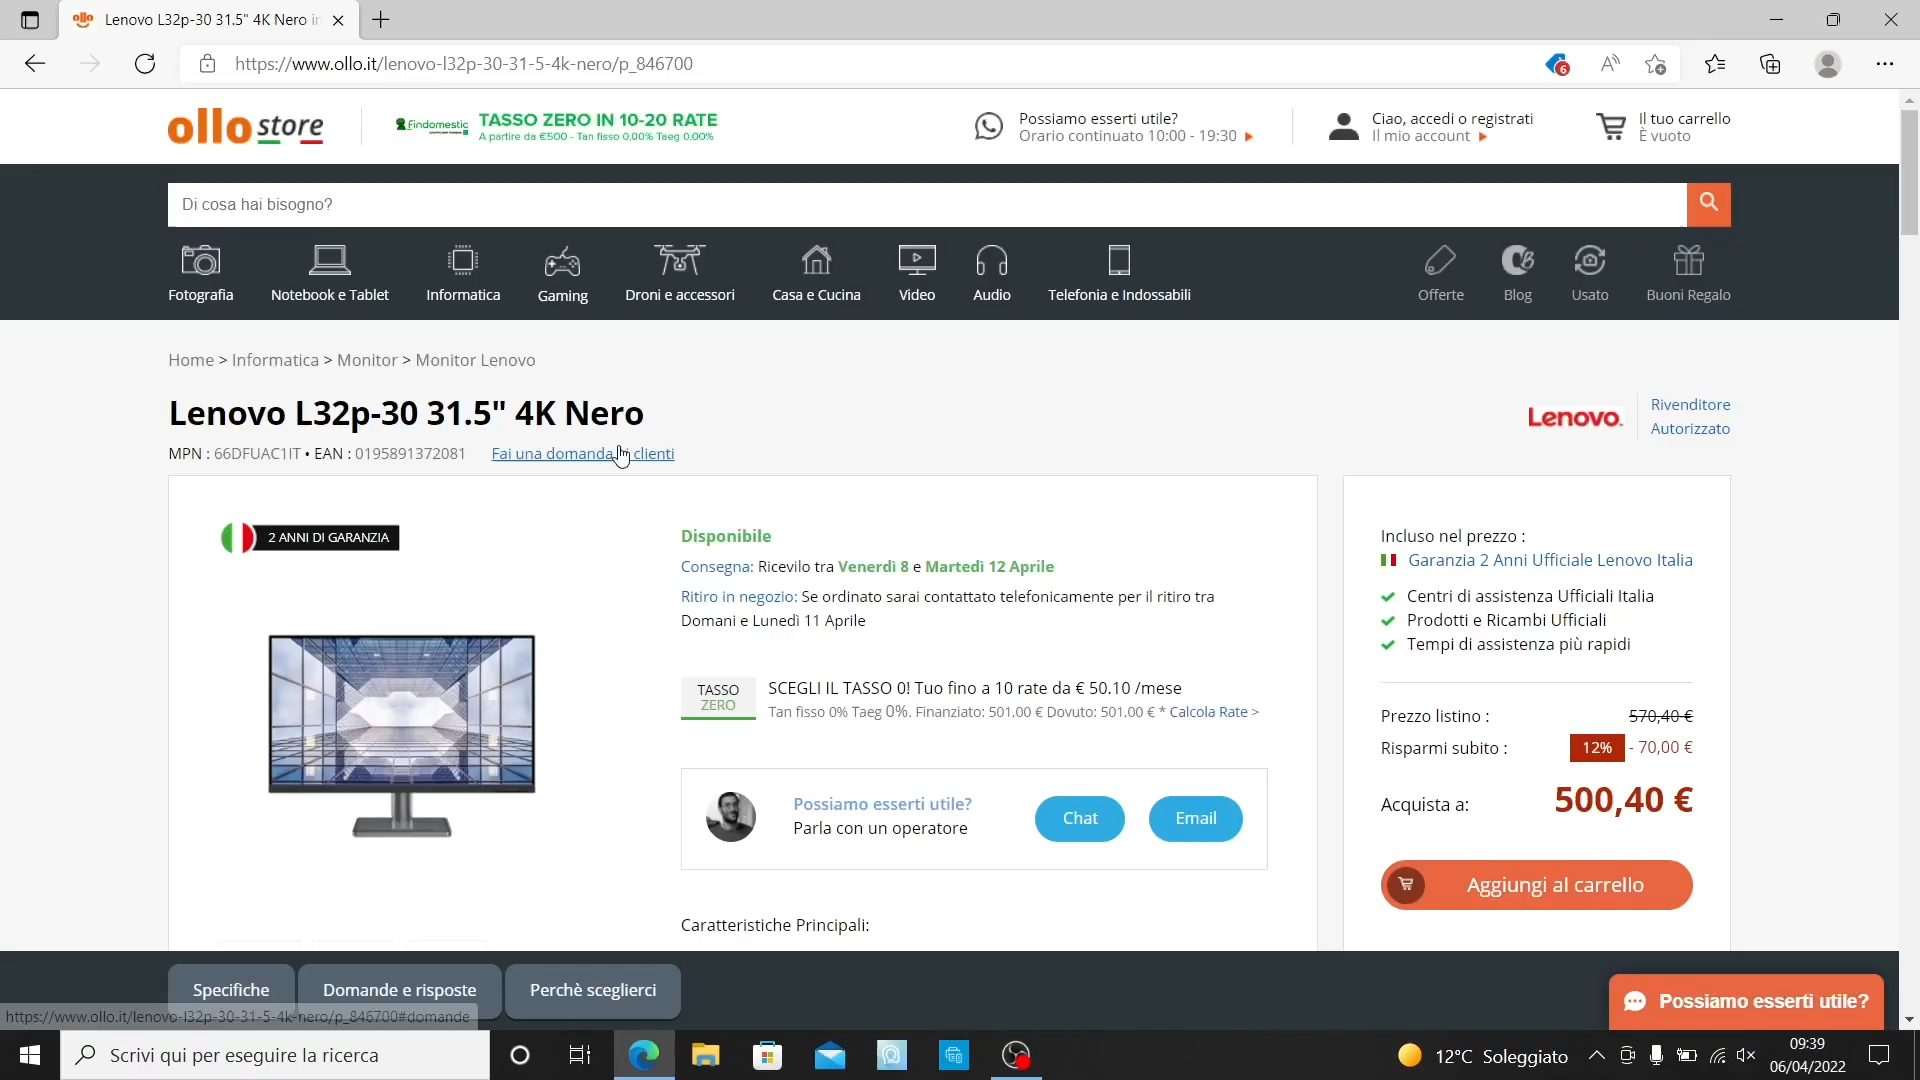 Lenovo L32p-30 31.5" 4K Nero in
https://www.ollo.it/lenovo-l32p-30-31-5-4k-nero/p_846700
6
ollo store
Findomestic
TASSO ZERO IN 10-20 RATE
A partire da €500 - Tan fisso 0,00% Taeg 0,00%
Possiamo esserti utile?
Orario continuato 10:00 - 19:30
Ciao, accedi o registrati
Il mio account
Il tuo carrello
È vuoto
Di cosa hai bisogno?
Fotografia
Notebook e Tablet
Informatica
Gaming
Droni e accessori
Casa e Cucina
Video
Audio
Telefonia e Indossabili
Offerte
Blog
Usato
Buoni Regalo
Home > Informatica > Monitor > Monitor Lenovo
Lenovo L32p-30 31.5" 4K Nero
MPN : 66DFUAC1IT • EAN : 0195891372081
Fai una domanda clienti
Lenovo.
Rivenditore
Autorizzato
2 ANNI DI GARANZIA
Disponibile
Consegna: Ricevilo tra Venerdì 8 e Martedì 12 Aprile
Ritiro in negozio: Se ordinato sarai contattato telefonicamente per il ritiro tra
Domani e Lunedì 11 Aprile
TASSO
ZERO
SCEGLI IL TASSO 0! Tuo fino a 10 rate da € 50.10 /mese
Tan fisso 0% Taeg 0%. Finanziato: 501,00 € Dovuto: 501,00 € * Calcola Rate >
Possiamo esserti utile?
Parla con un operatore
Chat
Email
Caratteristiche Principali:
Incluso nel prezzo :
Garanzia 2 Anni Ufficiale Lenovo Italia
Centri di assistenza Ufficiali Italia
Prodotti e Ricambi Ufficiali
Tempi di assistenza più rapidi
Prezzo listino :
570,40 €
Risparmi subito :
12%
- 70,00 €
Acquista a:
500,40 €
Aggiungi al carrello
Specifiche
Domande e risposte
Perchè sceglierci
Possiamo esserti utile?
https://www.ollo.it/lenovo-l32p-30-31-5-4k-nero/p_846700#domande
Scrivi qui per eseguire la ricerca
12°C Soleggiato
09:39
06/04/2022